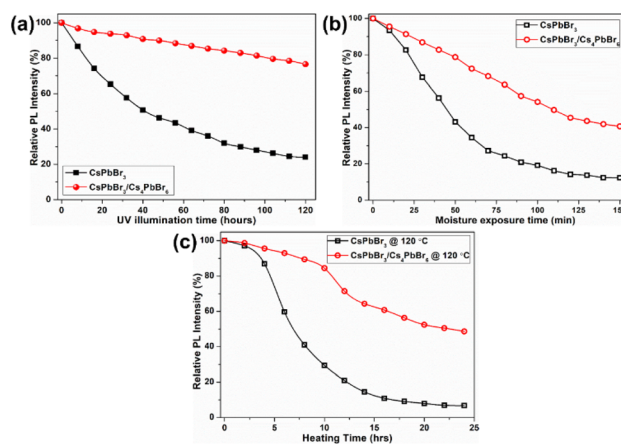 (a)
Relative PL Intensity (%)
100
80
60
40
20
0
CsPbBr3
CsPbBr3/Cs4PbBr6
0 20 40 60 80 100 120
UV illumination time (hours)
(b)
Relative PL Intensity (%)
100
80
60
40
20
0
CsPbBr3
CsPbBr3/Cs4PbBr6
0 25 50 75 100 125 150
Moisture exposure time (min)
(c)
Relative PL Intensity (%)
100
80
60
40
20
0
CsPbBr3 @ 120 °C
CsPbBr3/Cs4PbBr6 @ 120 °C
0 5 10 15 20 25
Heating Time (hrs)